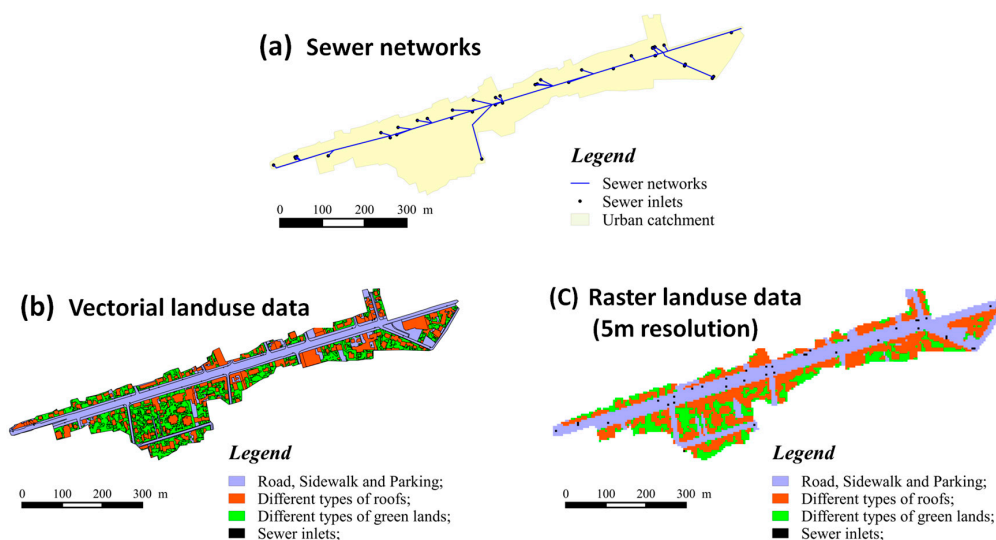 (a) Sewer networks
Legend
Sewer networks
Sewer inlets
Urban catchment
0 100 200 300 m
(b) Vectorial landuse data
Legend
Road, Sidewalk and Parking;
Different types of roofs;
Different types of green lands;
Sewer inlets;
0 100 200 300 m
(C) Raster landuse data
(5m resolution)
Legend
Road, Sidewalk and Parking;
Different types of roofs;
Different types of green lands;
Sewer inlets;
0 100 200 300 m